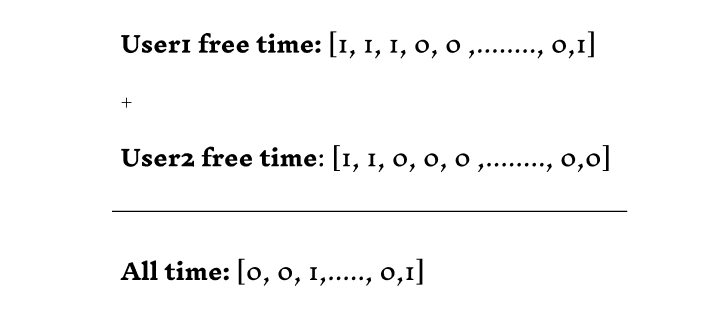 User1 free time: [1, 1, 1, 0, 0 ,........, 0,1]
+
User2 free time: [1, 1, 0, 0, 0 ,........, 0,0]
All time: [0, 0, 1,....., 0,1]